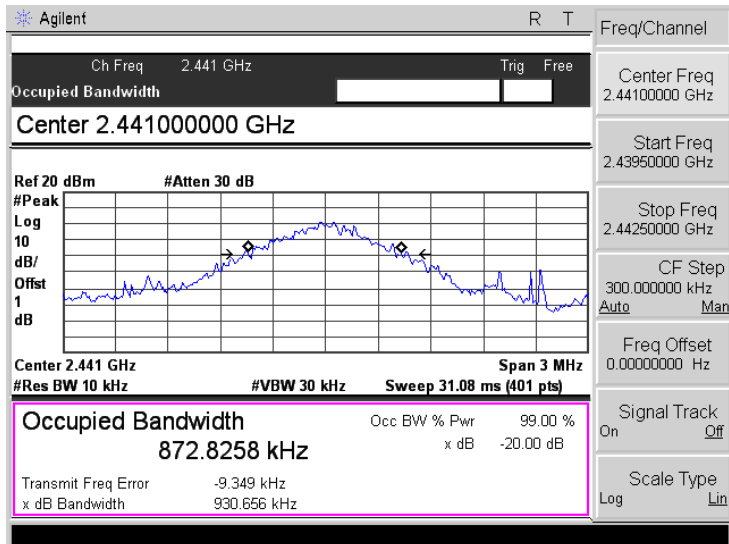 Agilent R T
Ch Freq 2.441 GHz Trig Free
Occupied Bandwidth
Center 2.441000000 GHz
Ref 20 dBm #Atten 30 dB
#Peak
Log
10
dB/
Offst
1
dB
Center 2.441 GHz Span 3 MHz
#Res BW 10 kHz #VBW 30 kHz Sweep 31.08 ms (401 pts)
Occupied Bandwidth Occ BW % Pwr 99.00 %
872.8258 kHz x dB -20.00 dB
Transmit Freq Error -9.349 kHz
x dB Bandwidth 930.656 kHz
Freq/Channel
Center Freq
2.44100000 GHz
Start Freq
2.43950000 GHz
Stop Freq
2.44250000 GHz
CF Step
300.000000 kHz
Auto Man
Freq Offset
0.00000000 Hz
Signal Track
On Off
Scale Type
Log Lin